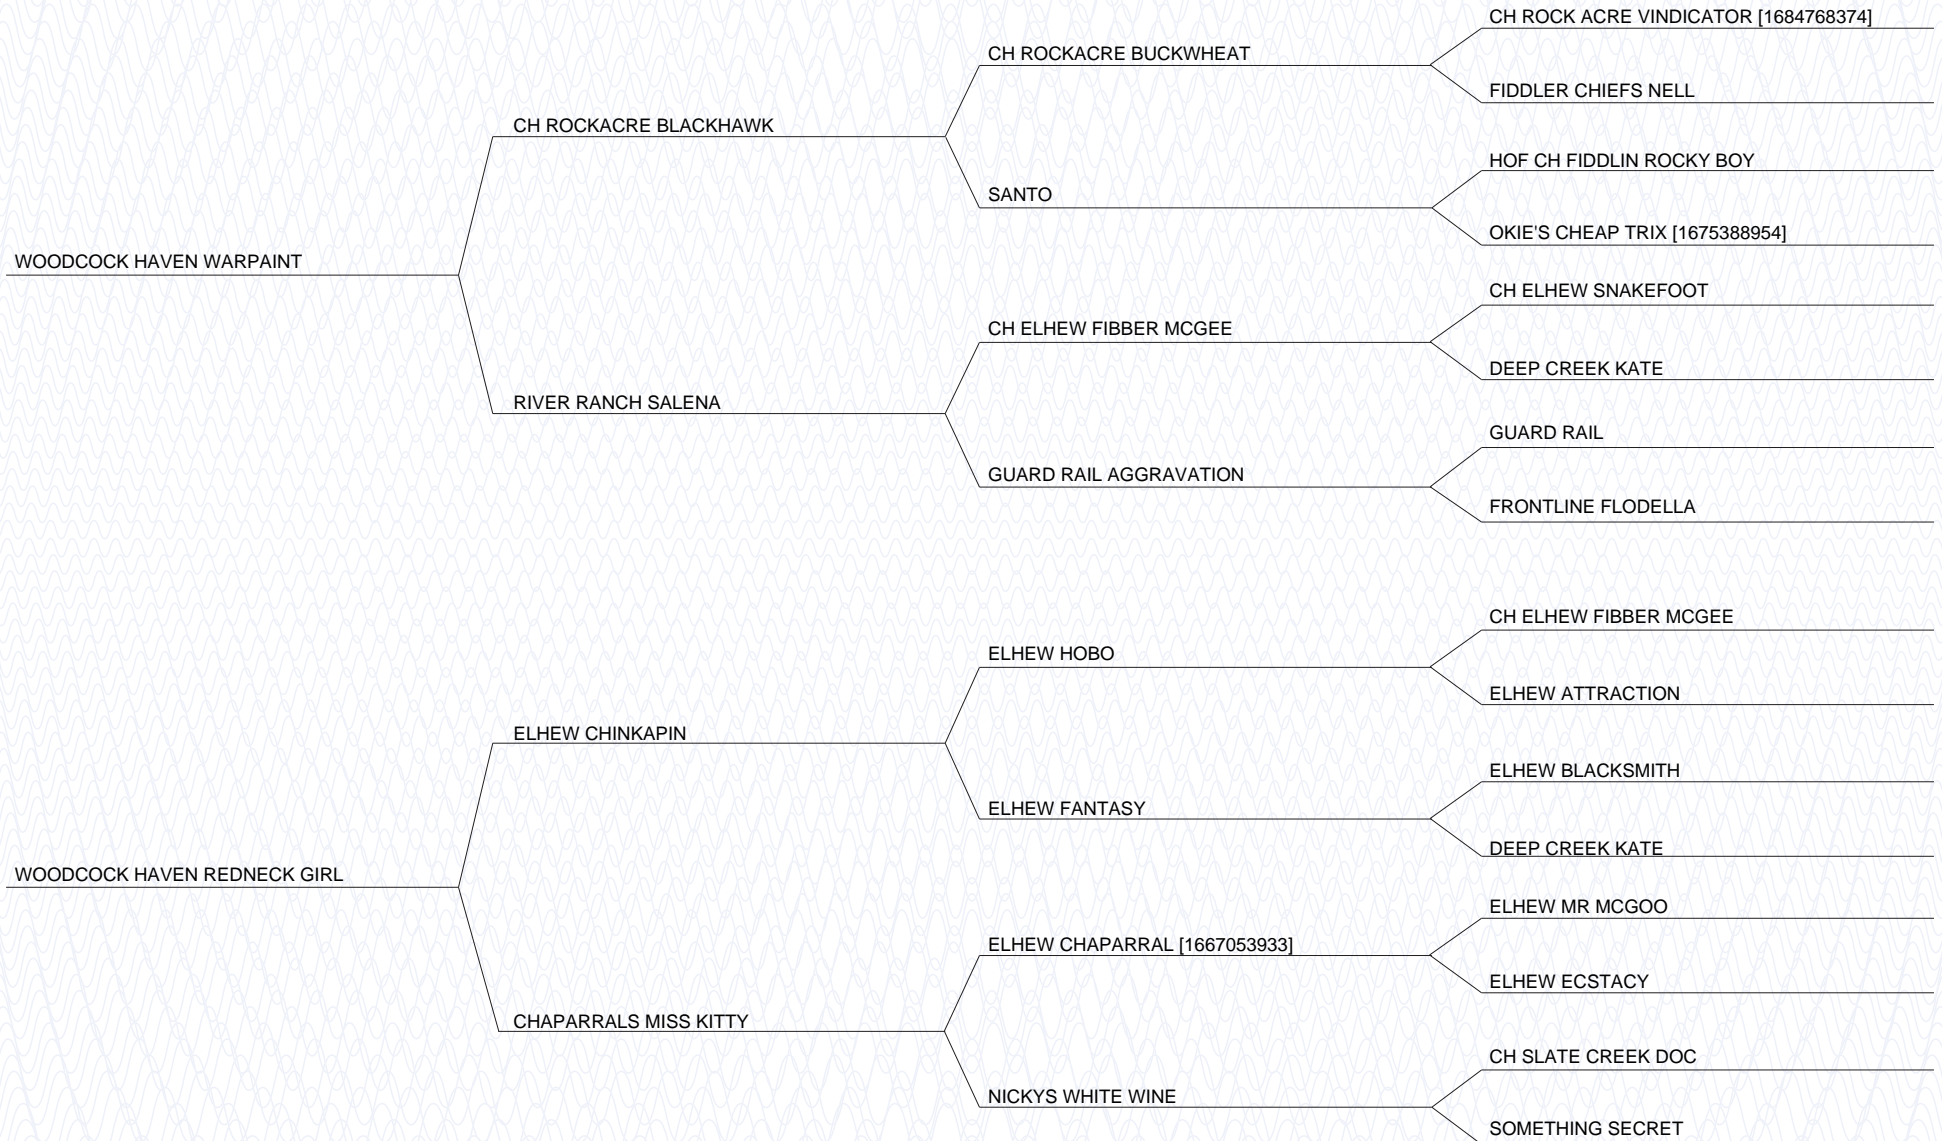 CH ROCK ACRE VINDICATOR [1684768374]
CH ROCKACRE BUCKWHEAT
FIDDLER CHIEFS NELL
CH ROCKACRE BLACKHAWK
HOF CH FIDDLIN ROCKY BOY
SANTO
OKIE'S CHEAP TRIX [1675388954]
WOODCOCK HAVEN WARPAINT
CH ELHEW SNAKEFOOT
CH ELHEW FIBBER MCGEE
DEEP CREEK KATE
RIVER RANCH SALENA
GUARD RAIL
GUARD RAIL AGGRAVATION
FRONTLINE FLODELLA
CH ELHEW FIBBER MCGEE
ELHEW HOBO
ELHEW ATTRACTION
ELHEW CHINKAPIN
ELHEW BLACKSMITH
ELHEW FANTASY
DEEP CREEK KATE
WOODCOCK HAVEN REDNECK GIRL
ELHEW MR MCGOO
ELHEW CHAPARRAL [1667053933]
ELHEW ECSTACY
CHAPARRALS MISS KITTY
CH SLATE CREEK DOC
NICKYS WHITE WINE
SOMETHING SECRET